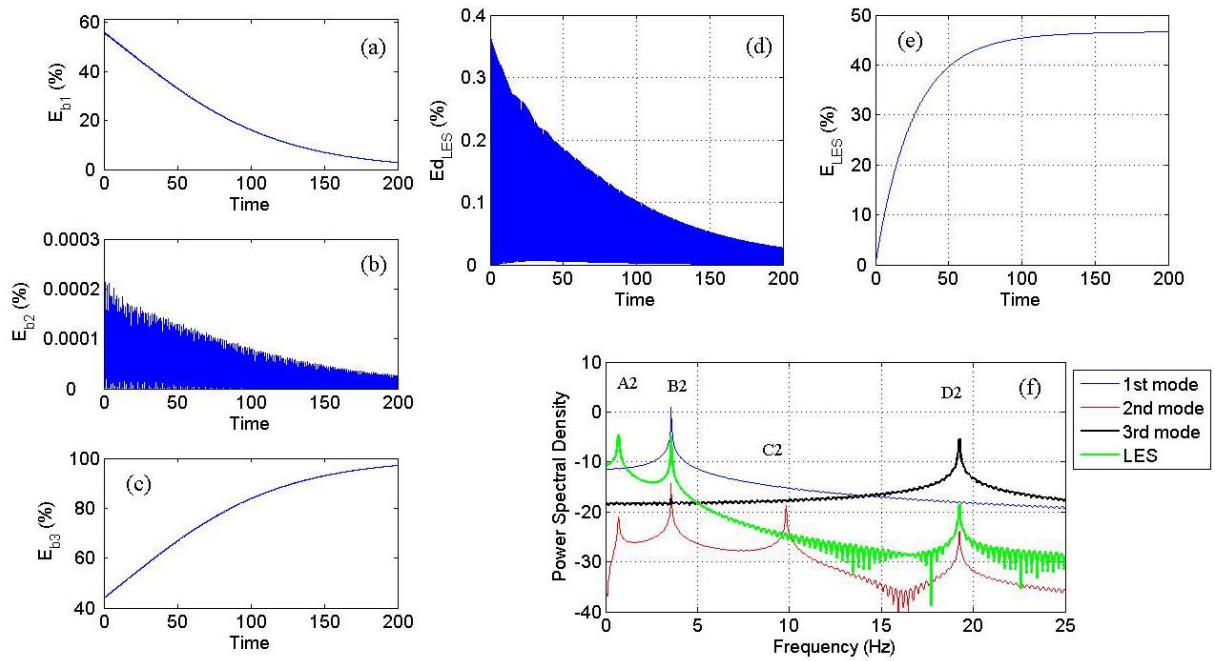 60
40
20
0
E_b1 (%)
(a)
0 50 100 150 200
Time
0.0003
0.0002
0.0001
0
E_b2 (%)
(b)
0 50 100 150 200
Time
100
80
60
40
E_b3 (%)
(c)
0 50 100 150 200
Time
0.4
0.3
0.2
0.1
0
Ed_LES (%)
(d)
0 50 100 150 200
Time
50
40
30
20
10
0
E_LES (%)
(e)
0 50 100 150 200
Time
10
0
-10
-20
-30
-40
Power Spectral Density
A2 B2 C2 D2
(f)
0 5 10 15 20 25
Frequency (Hz)
1st mode
2nd mode
3rd mode
LES